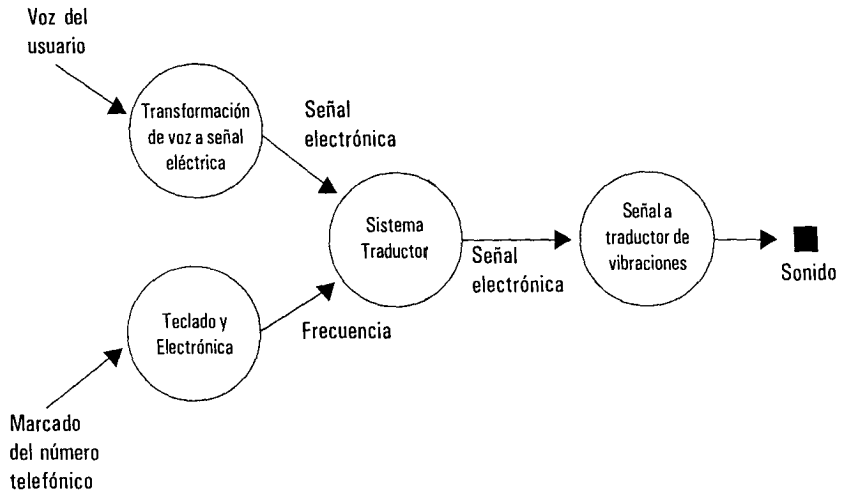 Voz del
usuario
Transformación
de voz a señal
eléctrica
Señal
electrónica
Sistema
Traductor
Señal
electrónica
Señal a
traductor de
vibraciones
Sonido
Teclado y
Electrónica
Frecuencia
Marcado
del número
telefónico